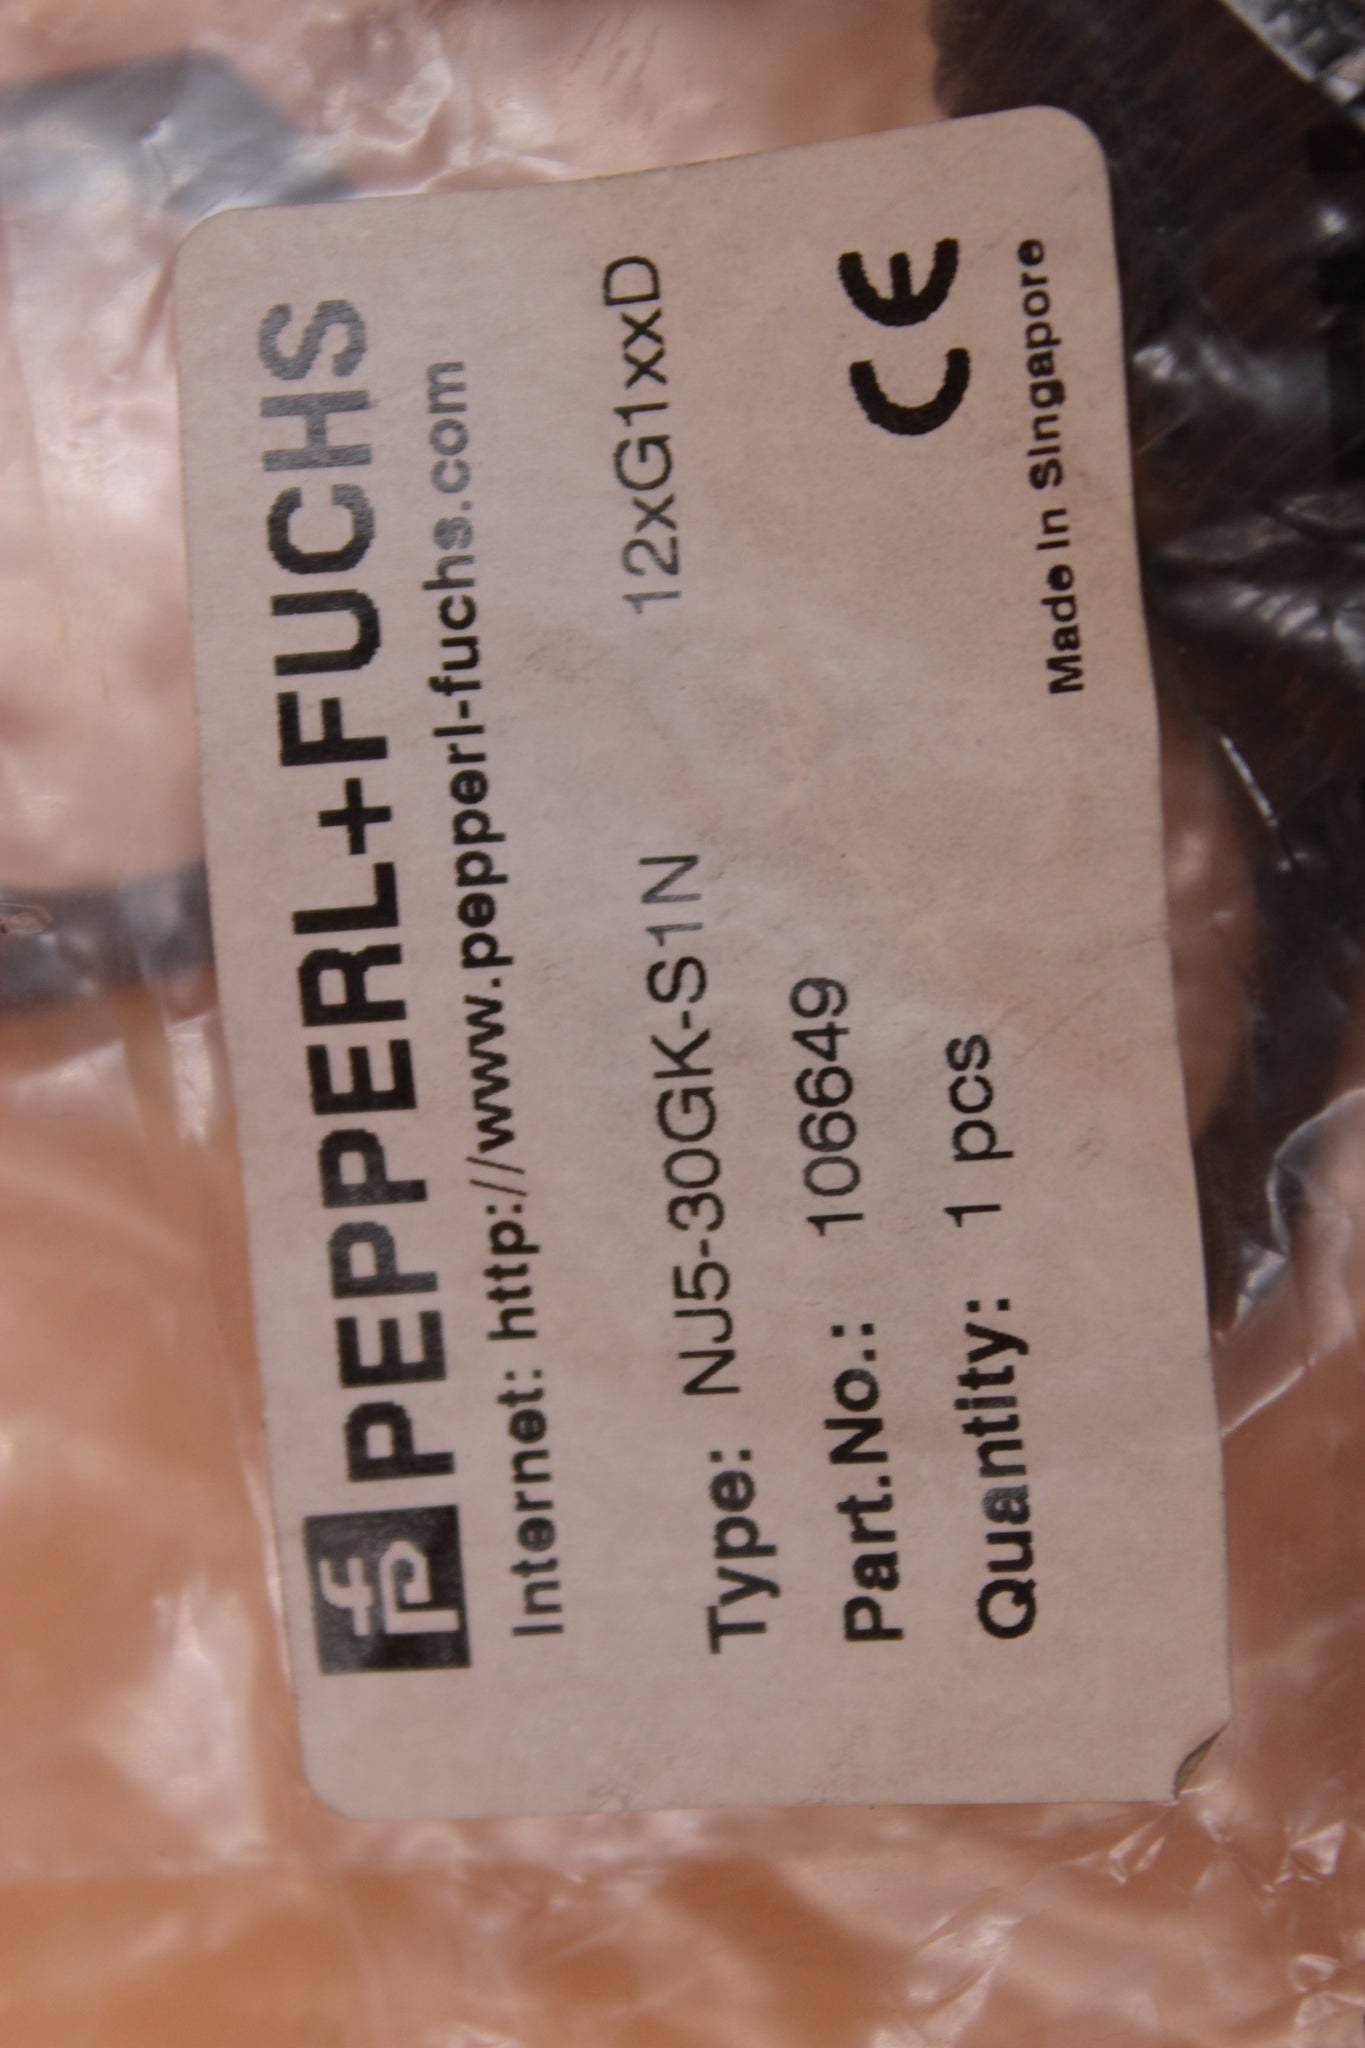 PEPPERL+FUCHS
Internet: http://www.pepperl-fuchs.com
Type: NJ5-30GK-S1N 12xG1xxD
Part.No.: 106649
Quantity: 1 pcs
CE
Made In SIngapore